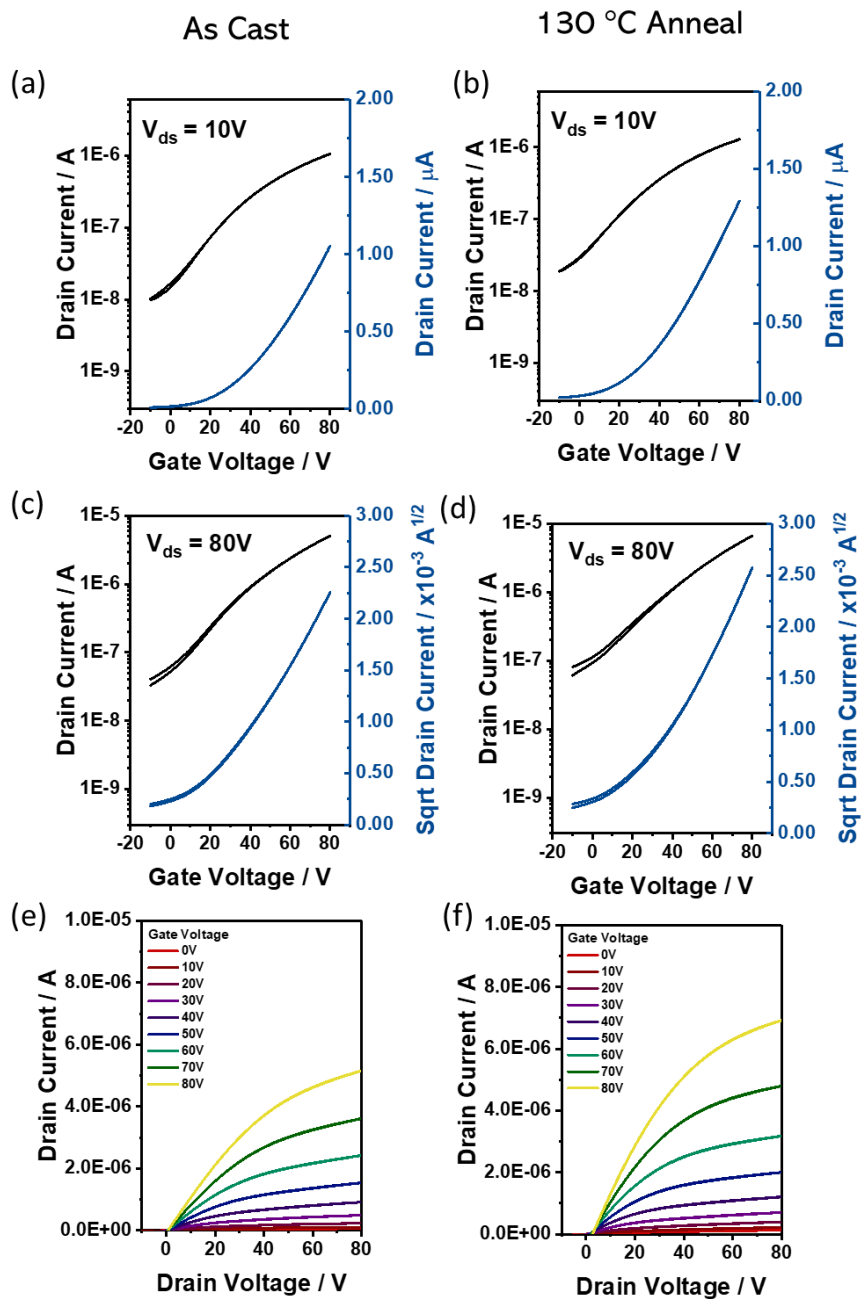 As Cast
130 °C Anneal
(a)
V_ds = 10V
Drain Current / A
1E-6
1E-7
1E-8
1E-9
2.00
1.50
1.00
0.50
0.00
Drain Current / μA
-20 0 20 40 60 80
Gate Voltage / V
(b)
V_ds = 10V
Drain Current / A
1E-6
1E-7
1E-8
1E-9
2.00
1.50
1.00
0.50
0.00
Drain Current / μA
-20 0 20 40 60 80
Gate Voltage / V
(c)
V_ds = 80V
Drain Current / A
1E-5
1E-6
1E-7
1E-8
1E-9
3.00
2.50
2.00
1.50
1.00
0.50
0.00
Sqrt Drain Current / x10⁻³ A^1/2
-20 0 20 40 60 80
Gate Voltage / V
(d)
V_ds = 80V
Drain Current / A
1E-5
1E-6
1E-7
1E-8
1E-9
3.00
2.50
2.00
1.50
1.00
0.50
0.00
Sqrt Drain Current / x10⁻³ A^1/2
-20 0 20 40 60 80
Gate Voltage / V
(e)
Drain Current / A
1.0E-05
8.0E-06
6.0E-06
4.0E-06
2.0E-06
0.0E+00
Gate Voltage
0V
10V
20V
30V
40V
50V
60V
70V
80V
0 20 40 60 80
Drain Voltage / V
(f)
Drain Current / A
1.0E-05
8.0E-06
6.0E-06
4.0E-06
2.0E-06
0.0E+00
Gate Voltage
0V
10V
20V
30V
40V
50V
60V
70V
80V
0 20 40 60 80
Drain Voltage / V